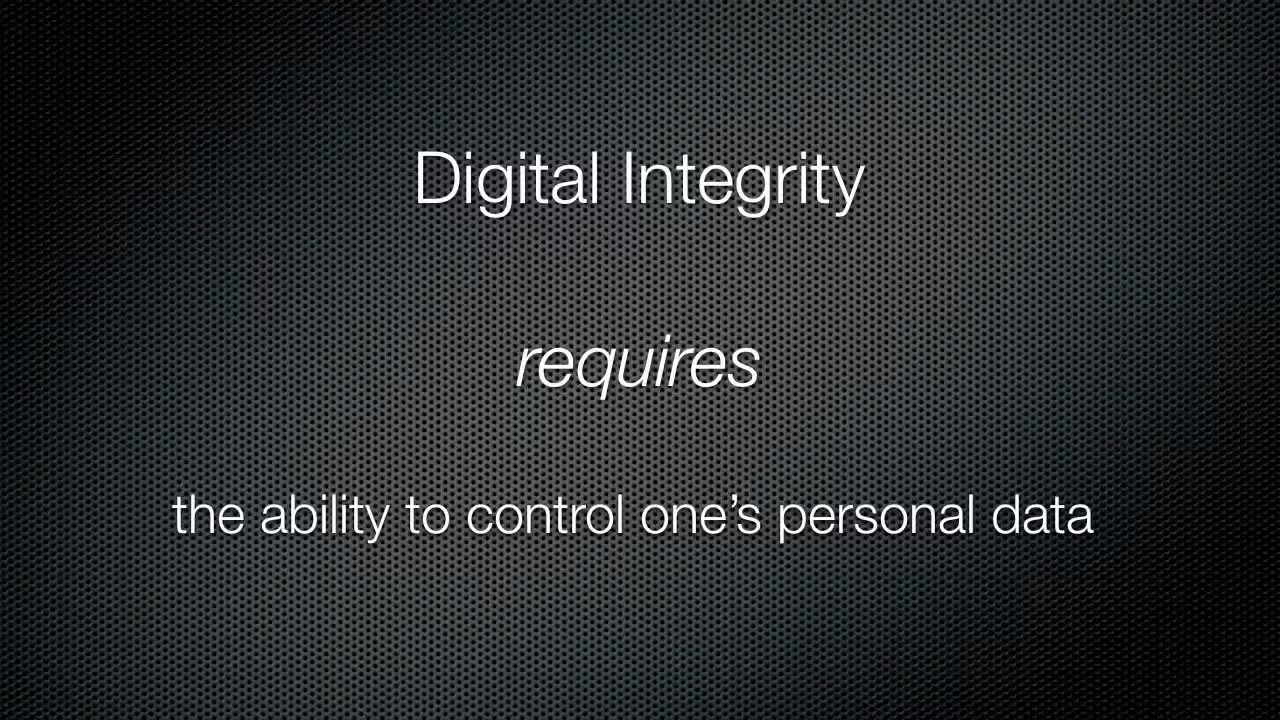 Digital Integrity
requires
the ability to control one’s personal data